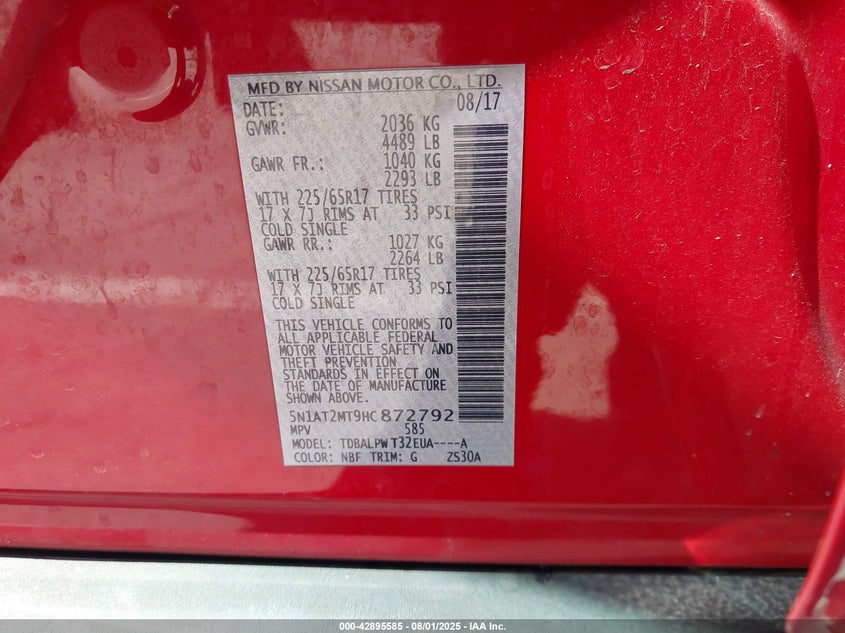 MFD BY NISSAN MOTOR CO., LTD.
DATE: 08/17
GVWR: 2036 KG
4489 LB
GAWR FR.: 1040 KG
2293 LB
WITH 225/65R17 TIRES
17 X 7J RIMS AT 33 PSI
COLD SINGLE
GAWR RR.: 1027 KG
2264 LB
WITH 225/65R17 TIRES
17 X 7J RIMS AT 33 PSI
COLD SINGLE
THIS VEHICLE CONFORMS TO
ALL APPLICABLE FEDERAL
MOTOR VEHICLE SAFETY AND
THEFT PREVENTION
STANDARDS IN EFFECT ON
THE DATE OF MANUFACTURE
SHOWN ABOVE.
5N1AT2MT9HC872792
MPV 585
MODEL: TDBALPW T32EUA----A
COLOR: NBF TRIM: G ZS30A
000-42895585 - 08/01/2025 - IAA Inc.